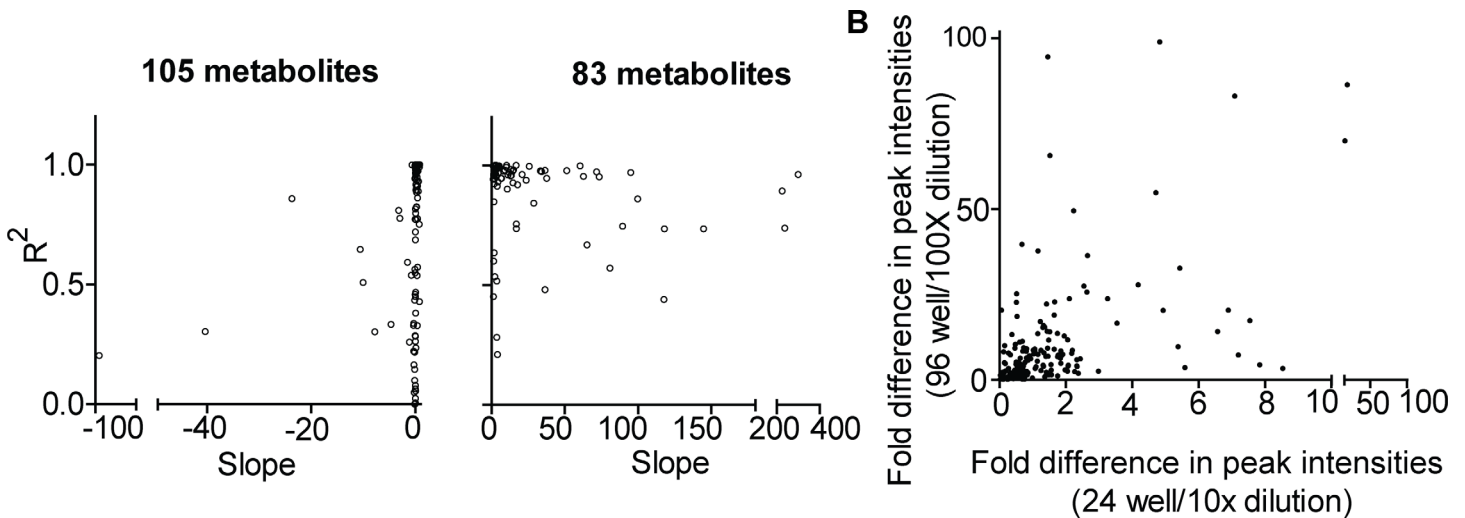 105 metabolites
R2
1.0
0.5
0.0
-100 -40 -20 0
Slope
83 metabolites
0 50 100 150 200 400
Slope
B
Fold difference in peak intensities
(96 well/100X dilution)
100
50
0
0 2 4 6 8 10 50 100
Fold difference in peak intensities
(24 well/10x dilution)